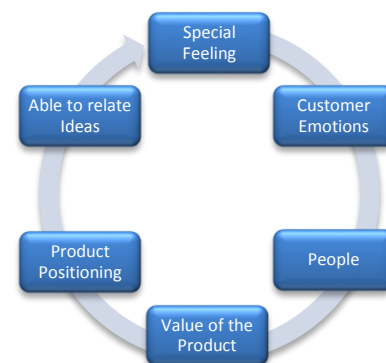 Special
Feeling
Customer
Emotions
People
Value of the
Product
Product
Positioning
Able to relate
Ideas